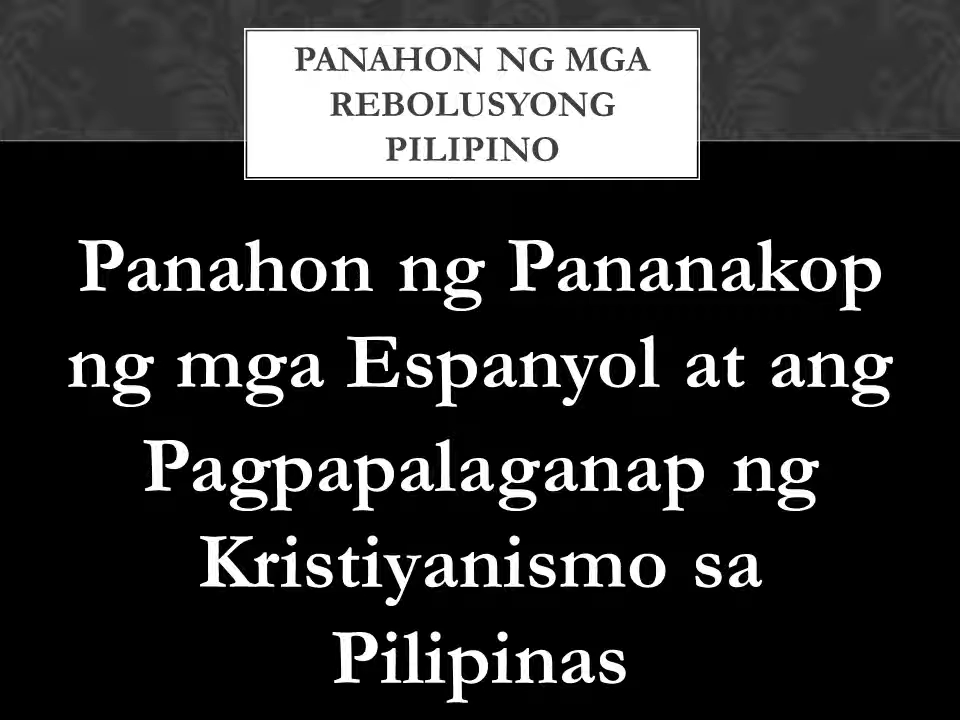 PANAHON NG MGA
REBOLUSYONG
PILIPINO
Panahon ng Pananakop
ng mga Espanyol at ang
Pagpapalaganap ng
Kristiyanismo sa
Pilipinas